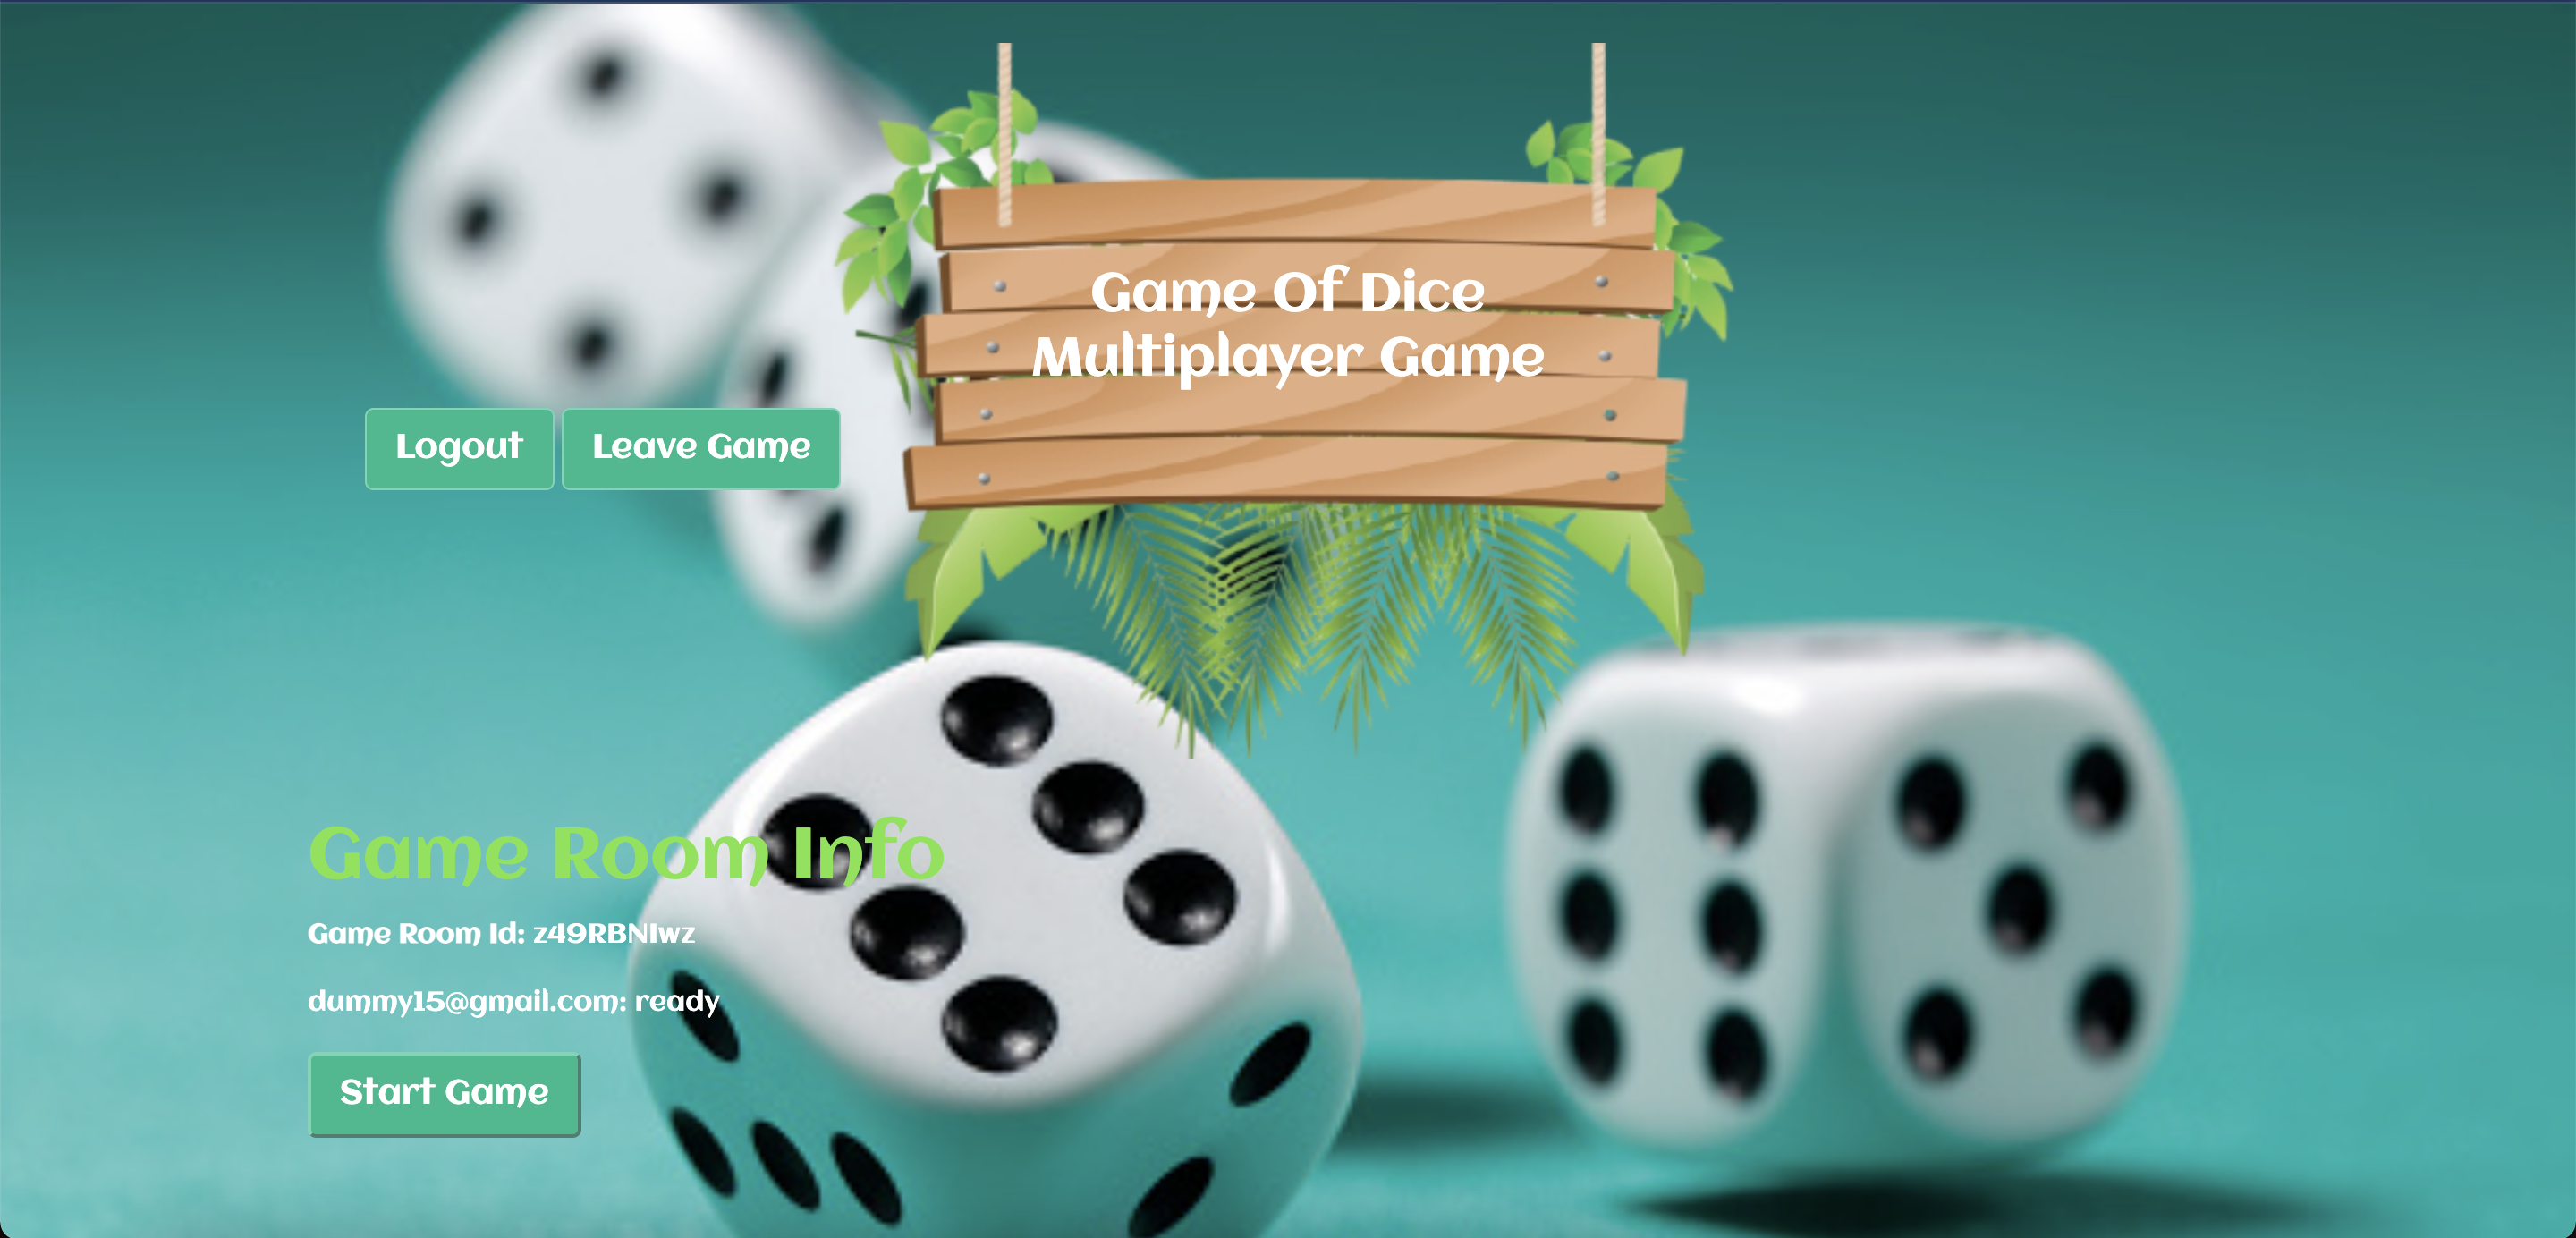 Game Of Dice
Multiplayer Game
Logout
Leave Game
Game Room Info
Game Room Id: z49RBNIwz
dummy15@gmail.com: ready
Start Game